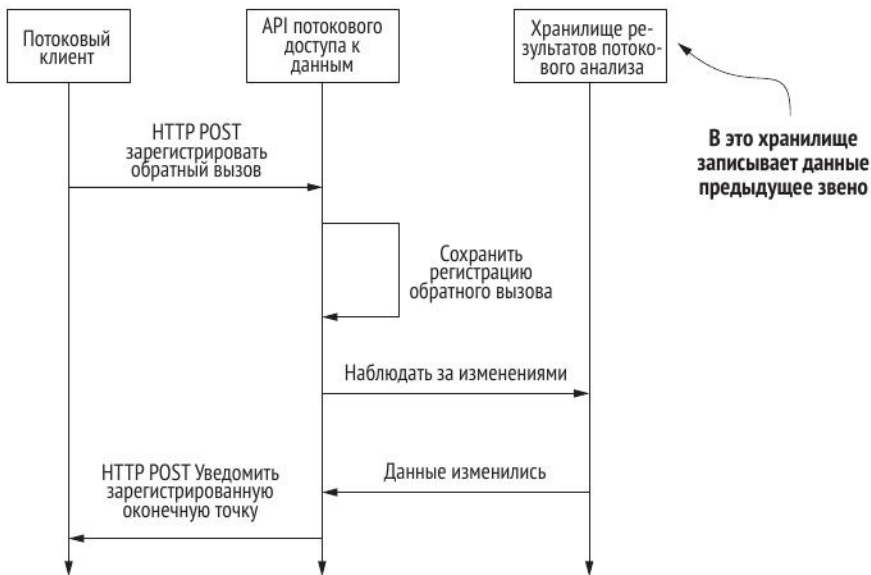 Потоковый
клиент
API потокового
доступа к
данным
Хранилище ре-
зультатов потоко-
вого анализа
В это хранилище
записывает данные
предыдущее звено
HTTP POST
зарегистрировать
обратный вызов
Сохранить
регистрацию
обратного вызова
Наблюдать за изменениями
Данные изменились
HTTP POST Уведомить
зарегистрированную
оконечную точку